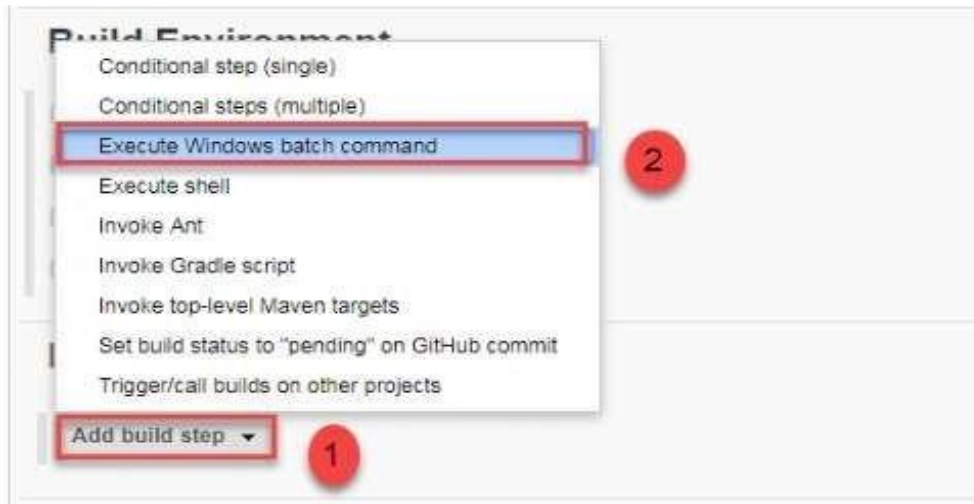 Build Environment
Conditional step (single)
Conditional steps (multiple)
Execute Windows batch command
2
Execute shell
Invoke Ant
Invoke Gradle script
Invoke top-level Maven targets
Set build status to "pending" on GitHub commit
Trigger/call builds on other projects
Add build step
1